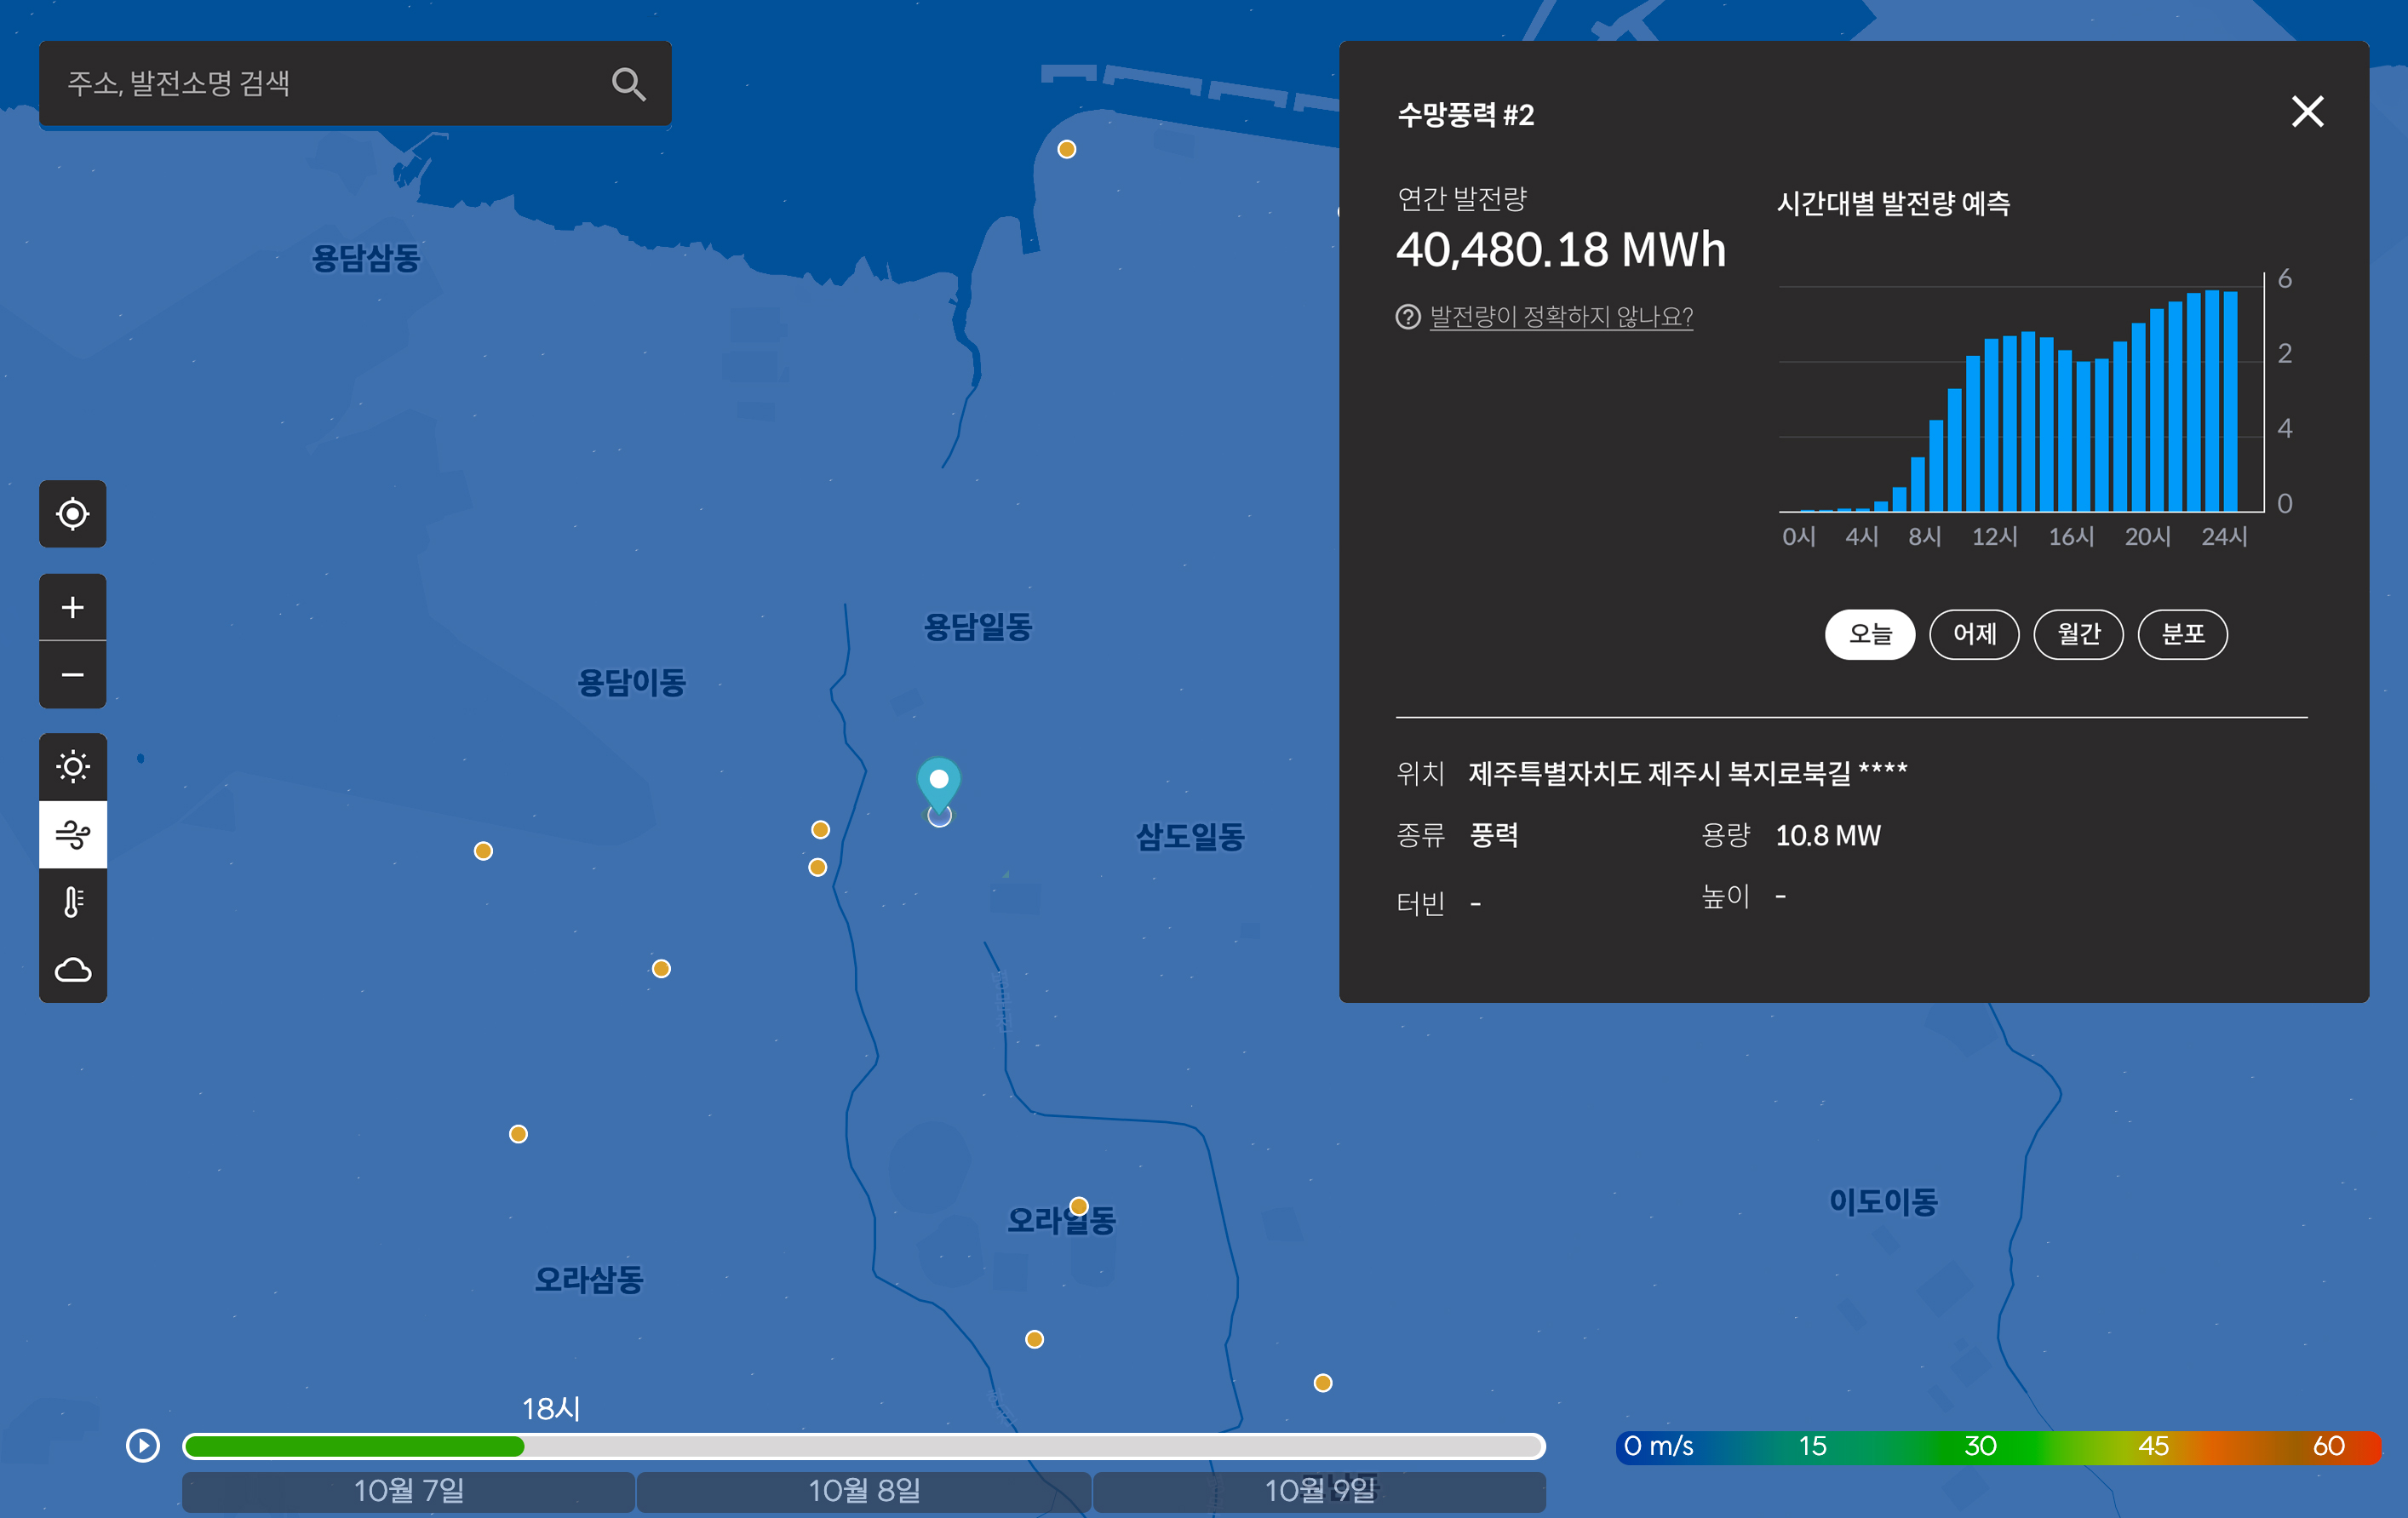 주소, 발전소명 검색
수망풍력 #2
연간 발전량
40,480.18 MWh
발전량이 정확하지 않나요?
시간대별 발전량 예측
6
2
4
0
0시 4시 8시 12시 16시 20시 24시
오늘 어제 월간 분포
위치 제주특별자치도 제주시 복지로북길 ****
종류 풍력 용량 10.8 MW
터빈 - 높이 -
용담삼동
용담일동
용담이동
삼도일동
오라일동
이도이동
오라삼동
18시
10월 7일 10월 8일 10월 9일
0 m/s 15 30 45 60